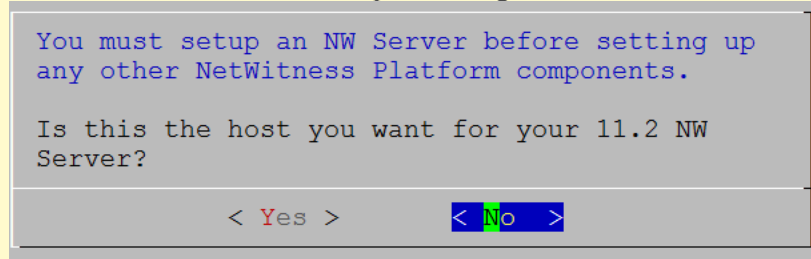 You must setup an NW Server before setting up
any other NetWitness Platform components.
Is this the host you want for your 11.2 NW
Server?
< Yes > < No >